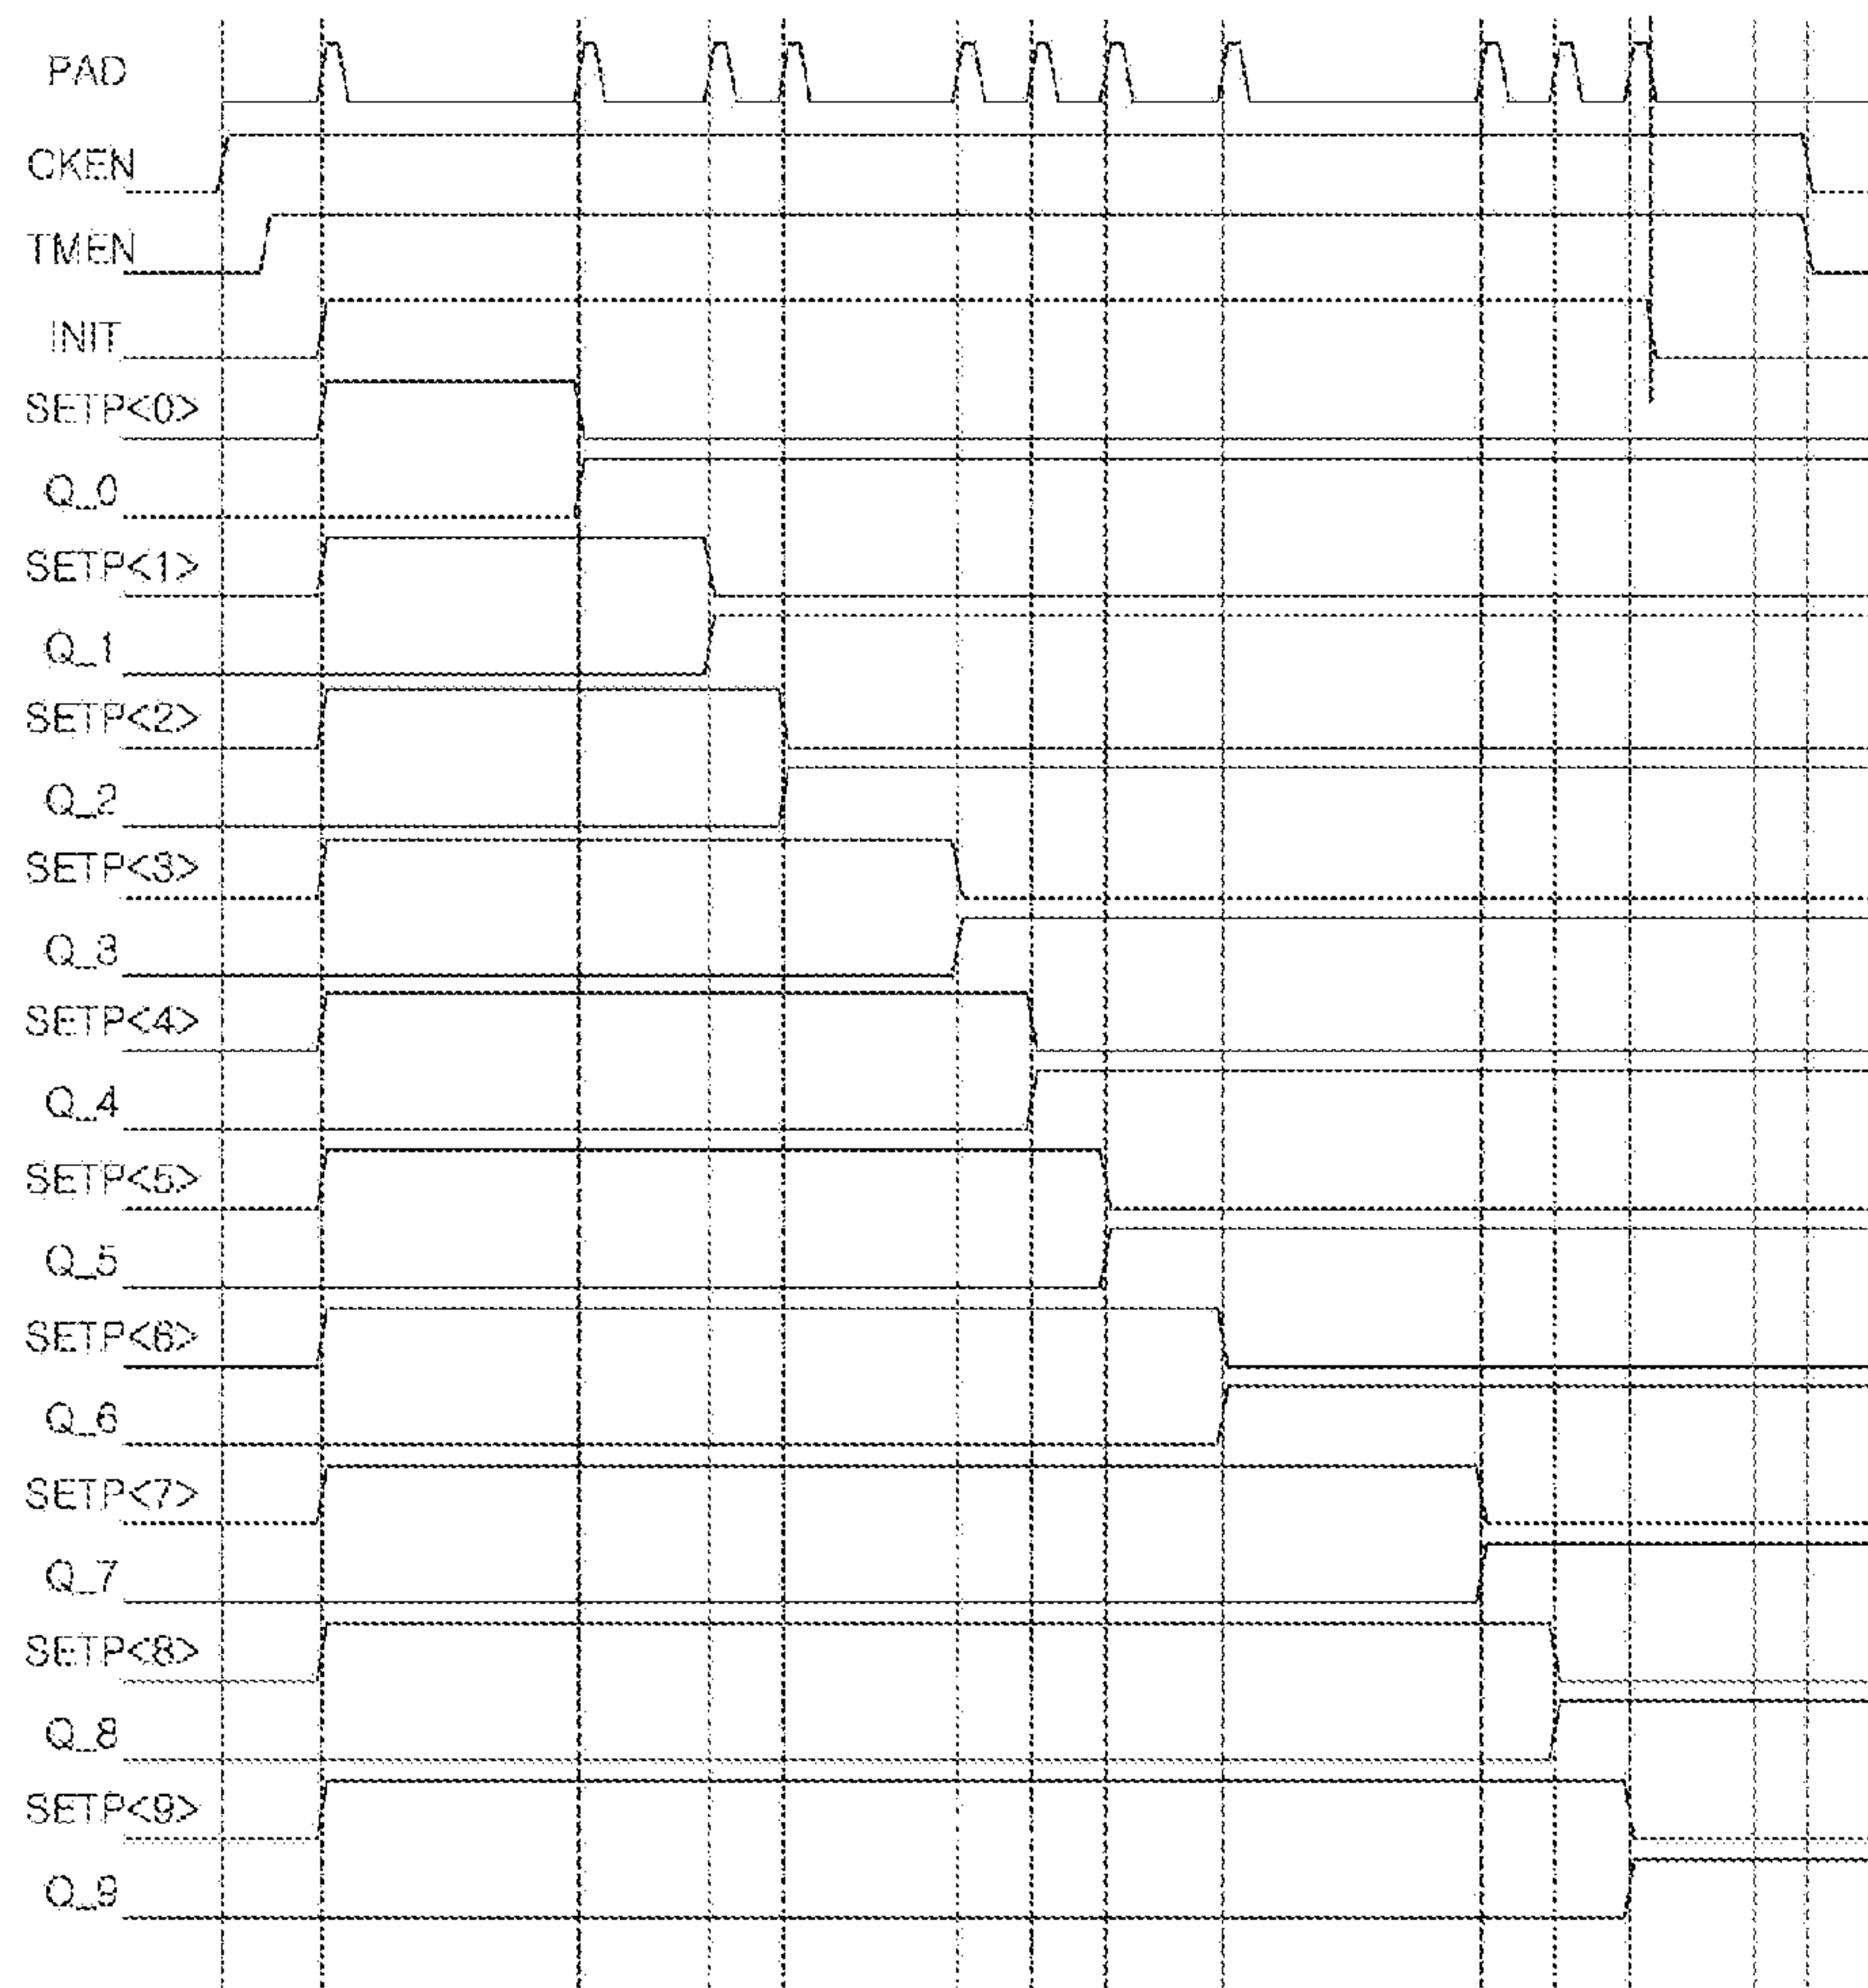 PAD
CKEN
TMEN
INIT
SETP<0>
Q_0
SETP<1>
Q_1
SETP<2>
Q_2
SETP<3>
Q_3
SETP<4>
Q_4
SETP<5>
Q_5
SETP<6>
Q_6
SETP<7>
Q_7
SETP<8>
Q_8
SETP<9>
Q_9